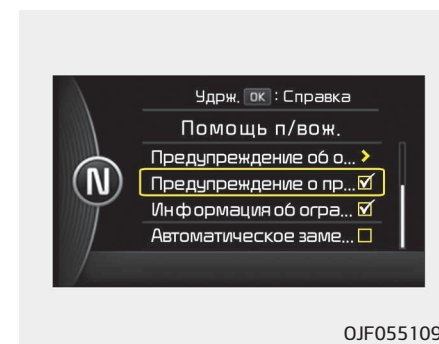 Удрж. OK : Справка
Помощь п/вож.
Предупреждение об о... >
N
Предупреждение о пр...
Информация об огра...
Автоматическое заме...
OJF055109